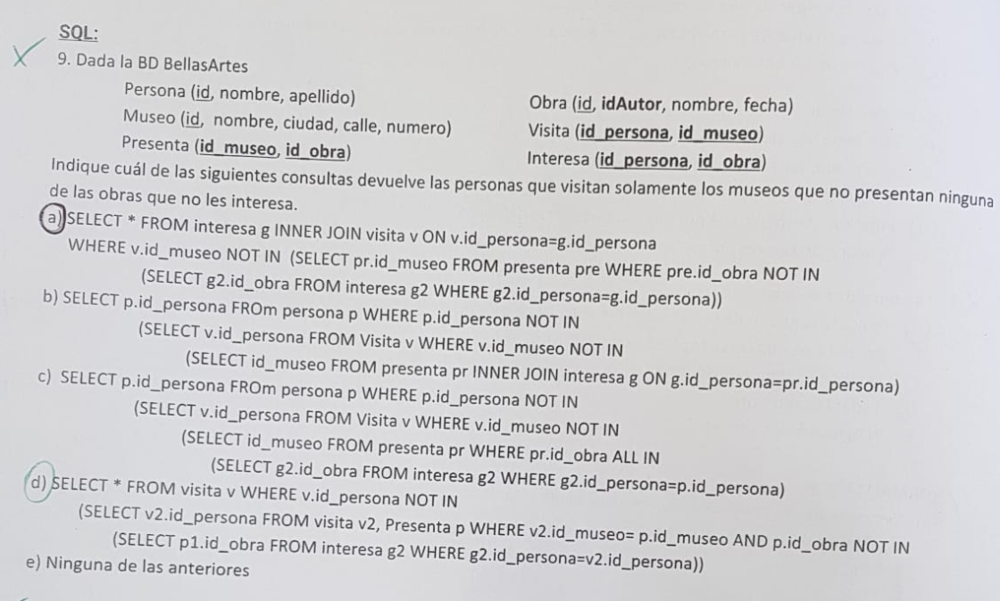 SQL:
9. Dada la BD BellasArtes
Persona (id, nombre, apellido)
Museo (id, nombre, ciudad, calle, numero)
Presenta (id_museo, id_obra)
Obra (id, idAutor, nombre, fecha)
Visita (id_persona, id_museo)
Interesa (id_persona, id_obra)
Indique cuál de las siguientes consultas devuelve las personas que visitan solamente los museos que no presentan ninguna
de las obras que no les interesa.
a) SELECT * FROM interesa g INNER JOIN visita v ON v.id_persona=g.id_persona
WHERE v.id_museo NOT IN (SELECT pr.id_museo FROM presenta pre WHERE pre.id_obra NOT IN
(SELECT g2.id_obra FROM interesa g2 WHERE g2.id_persona=g.id_persona))
b) SELECT p.id_persona FROm persona p WHERE p.id_persona NOT IN
(SELECT v.id_persona FROM Visita v WHERE v.id_museo NOT IN
(SELECT id_museo FROM presenta pr INNER JOIN interesa g ON g.id_persona=pr.id_persona)
c) SELECT p.id_persona FROm persona p WHERE p.id_persona NOT IN
(SELECT v.id_persona FROM Visita v WHERE v.id_museo NOT IN
(SELECT id_museo FROM presenta pr WHERE pr.id_obra ALL IN
(SELECT g2.id_obra FROM interesa g2 WHERE g2.id_persona=p.id_persona)
d) SELECT * FROM visita v WHERE v.id_persona NOT IN
(SELECT v2.id_persona FROM visita v2, Presenta p WHERE v2.id_museo= p.id_museo AND p.id_obra NOT IN
(SELECT p1.id_obra FROM interesa g2 WHERE g2.id_persona=v2.id_persona))
e) Ninguna de las anteriores